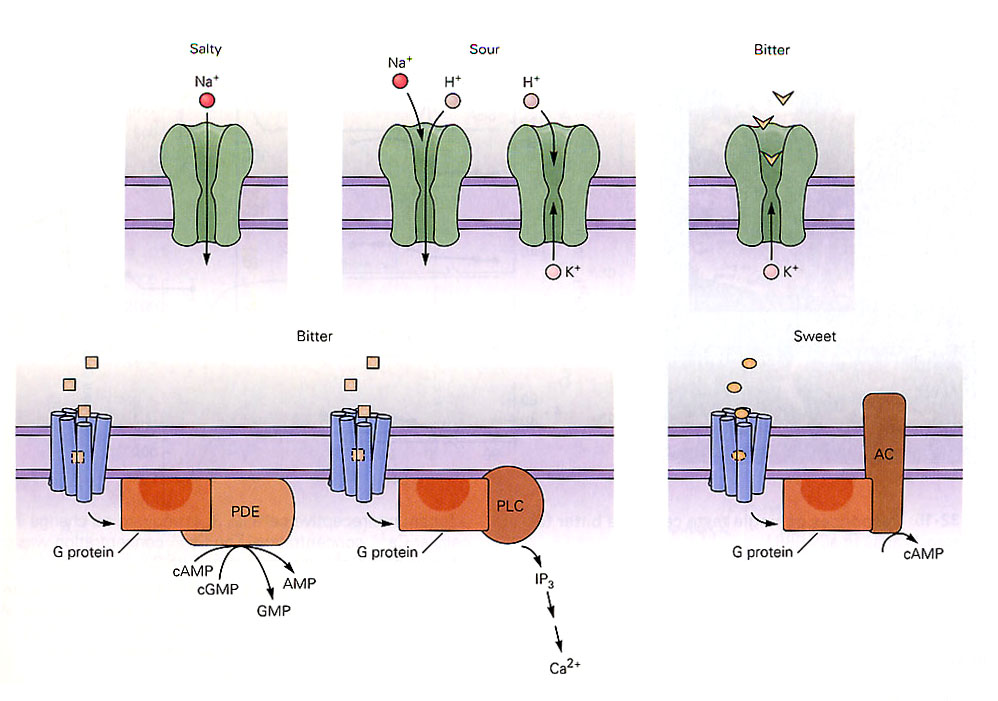 Salty
Sour
Bitter
Na+
Na+
H+
H+
K+
K+
Bitter
Sweet
PDE
PLC
AC
G protein
G protein
G protein
cAMP
cGMP
AMP
GMP
IP3
Ca2+
cAMP